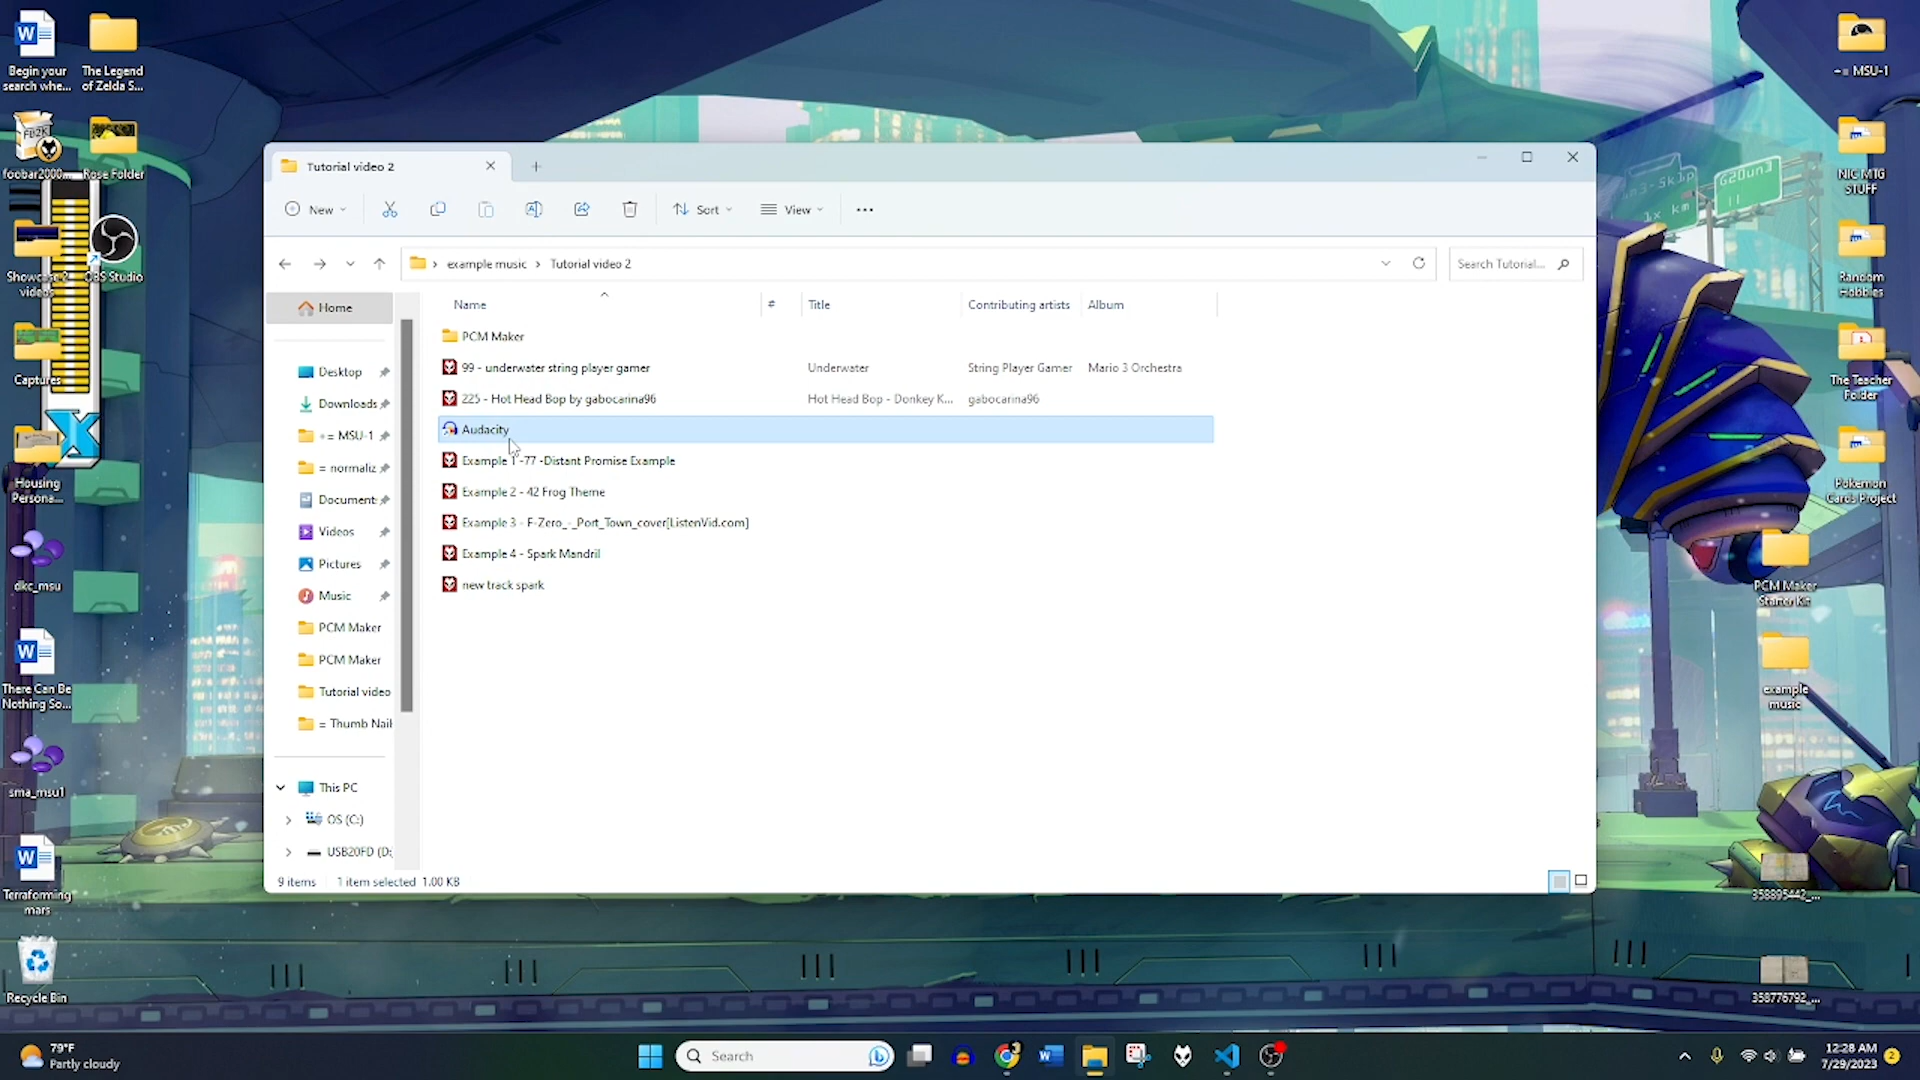 Begin your
search whe...
The Legend
of Zelda S...
foobar2000...
Rose Folder
OBS Studio
Captures
Housing
Persona...
dkc_msu
There Can Be
Nothing So...
sma_msu1
Terraforming
mars
Recycle Bin
Tutorial video 2
New
Sort
View
example music
Tutorial video 2
Search Tutorial...
Home
Desktop
Downloads
MSU-1
= normaliz
Document
Videos
Pictures
Music
PCM Maker
PCM Maker
Tutorial video
= Thumb Nail
This PC
OS (C:)
USB20FD (D:
Name
#
Title
Contributing artists
Album
PCM Maker
99 - underwater string player gamer
Underwater
String Player Gamer
Mario 3 Orchestra
225 - Hot Head Bop by gabocarina96
Hot Head Bop - Donkey K...
gabocarina96
Audacity
Example 1 -77 -Distant Promise Example
Example 2 - 42 Frog Theme
Example 3 - F-Zero_-_Port_Town_cover[ListenVid.com]
Example 4 - Spark Mandril
new track spark
9 items
1 item selected
1.00 KB
MSU-1
NIC MTG
STUFF
Random
Hobbies
The Teacher
Folder
Pokemon
Cards Project
PCM Maker
Starter Kit
example
music
358895442_...
358776792_...
79°F
Partly cloudy
Search
12:28 AM
7/29/2023
2